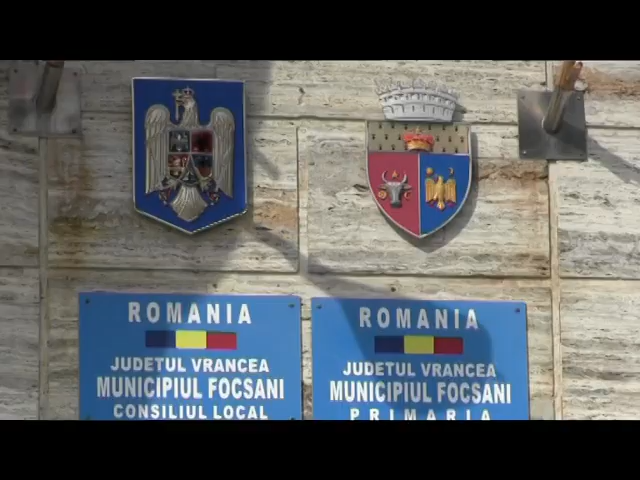 ROMANIA
JUDETUL VRANCEA
MUNICIPIUL FOCSANI
CONSILIUL LOCAL
ROMANIA
JUDETUL VRANCEA
MUNICIPIUL FOCSANI
PRIMARIA